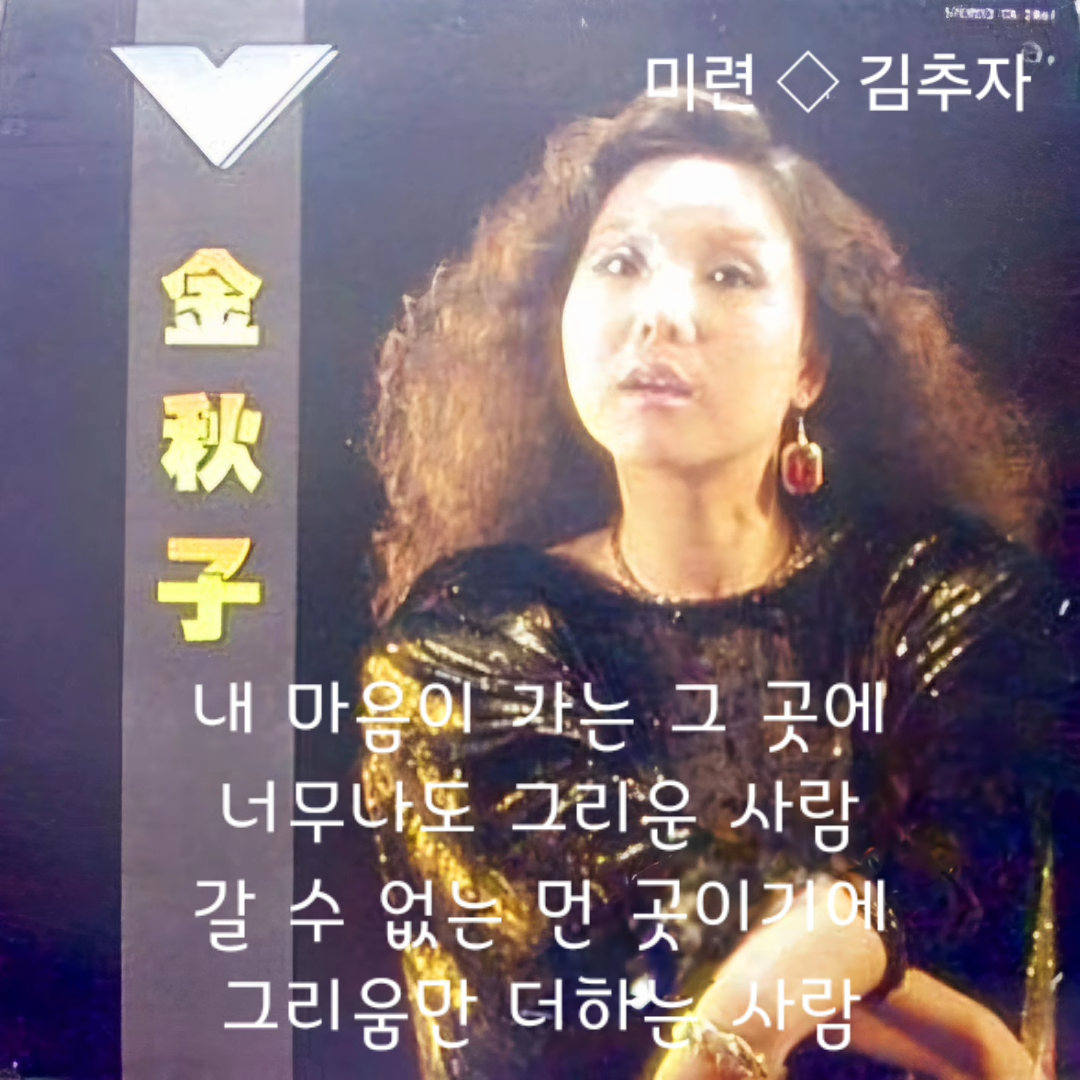 미련 ◇ 김추자
金
秋
子
내 마음이 가는 그 곳에
너무나도 그리운 사람
갈 수 없는 먼 곳이기에
그리움만 더하는 사람